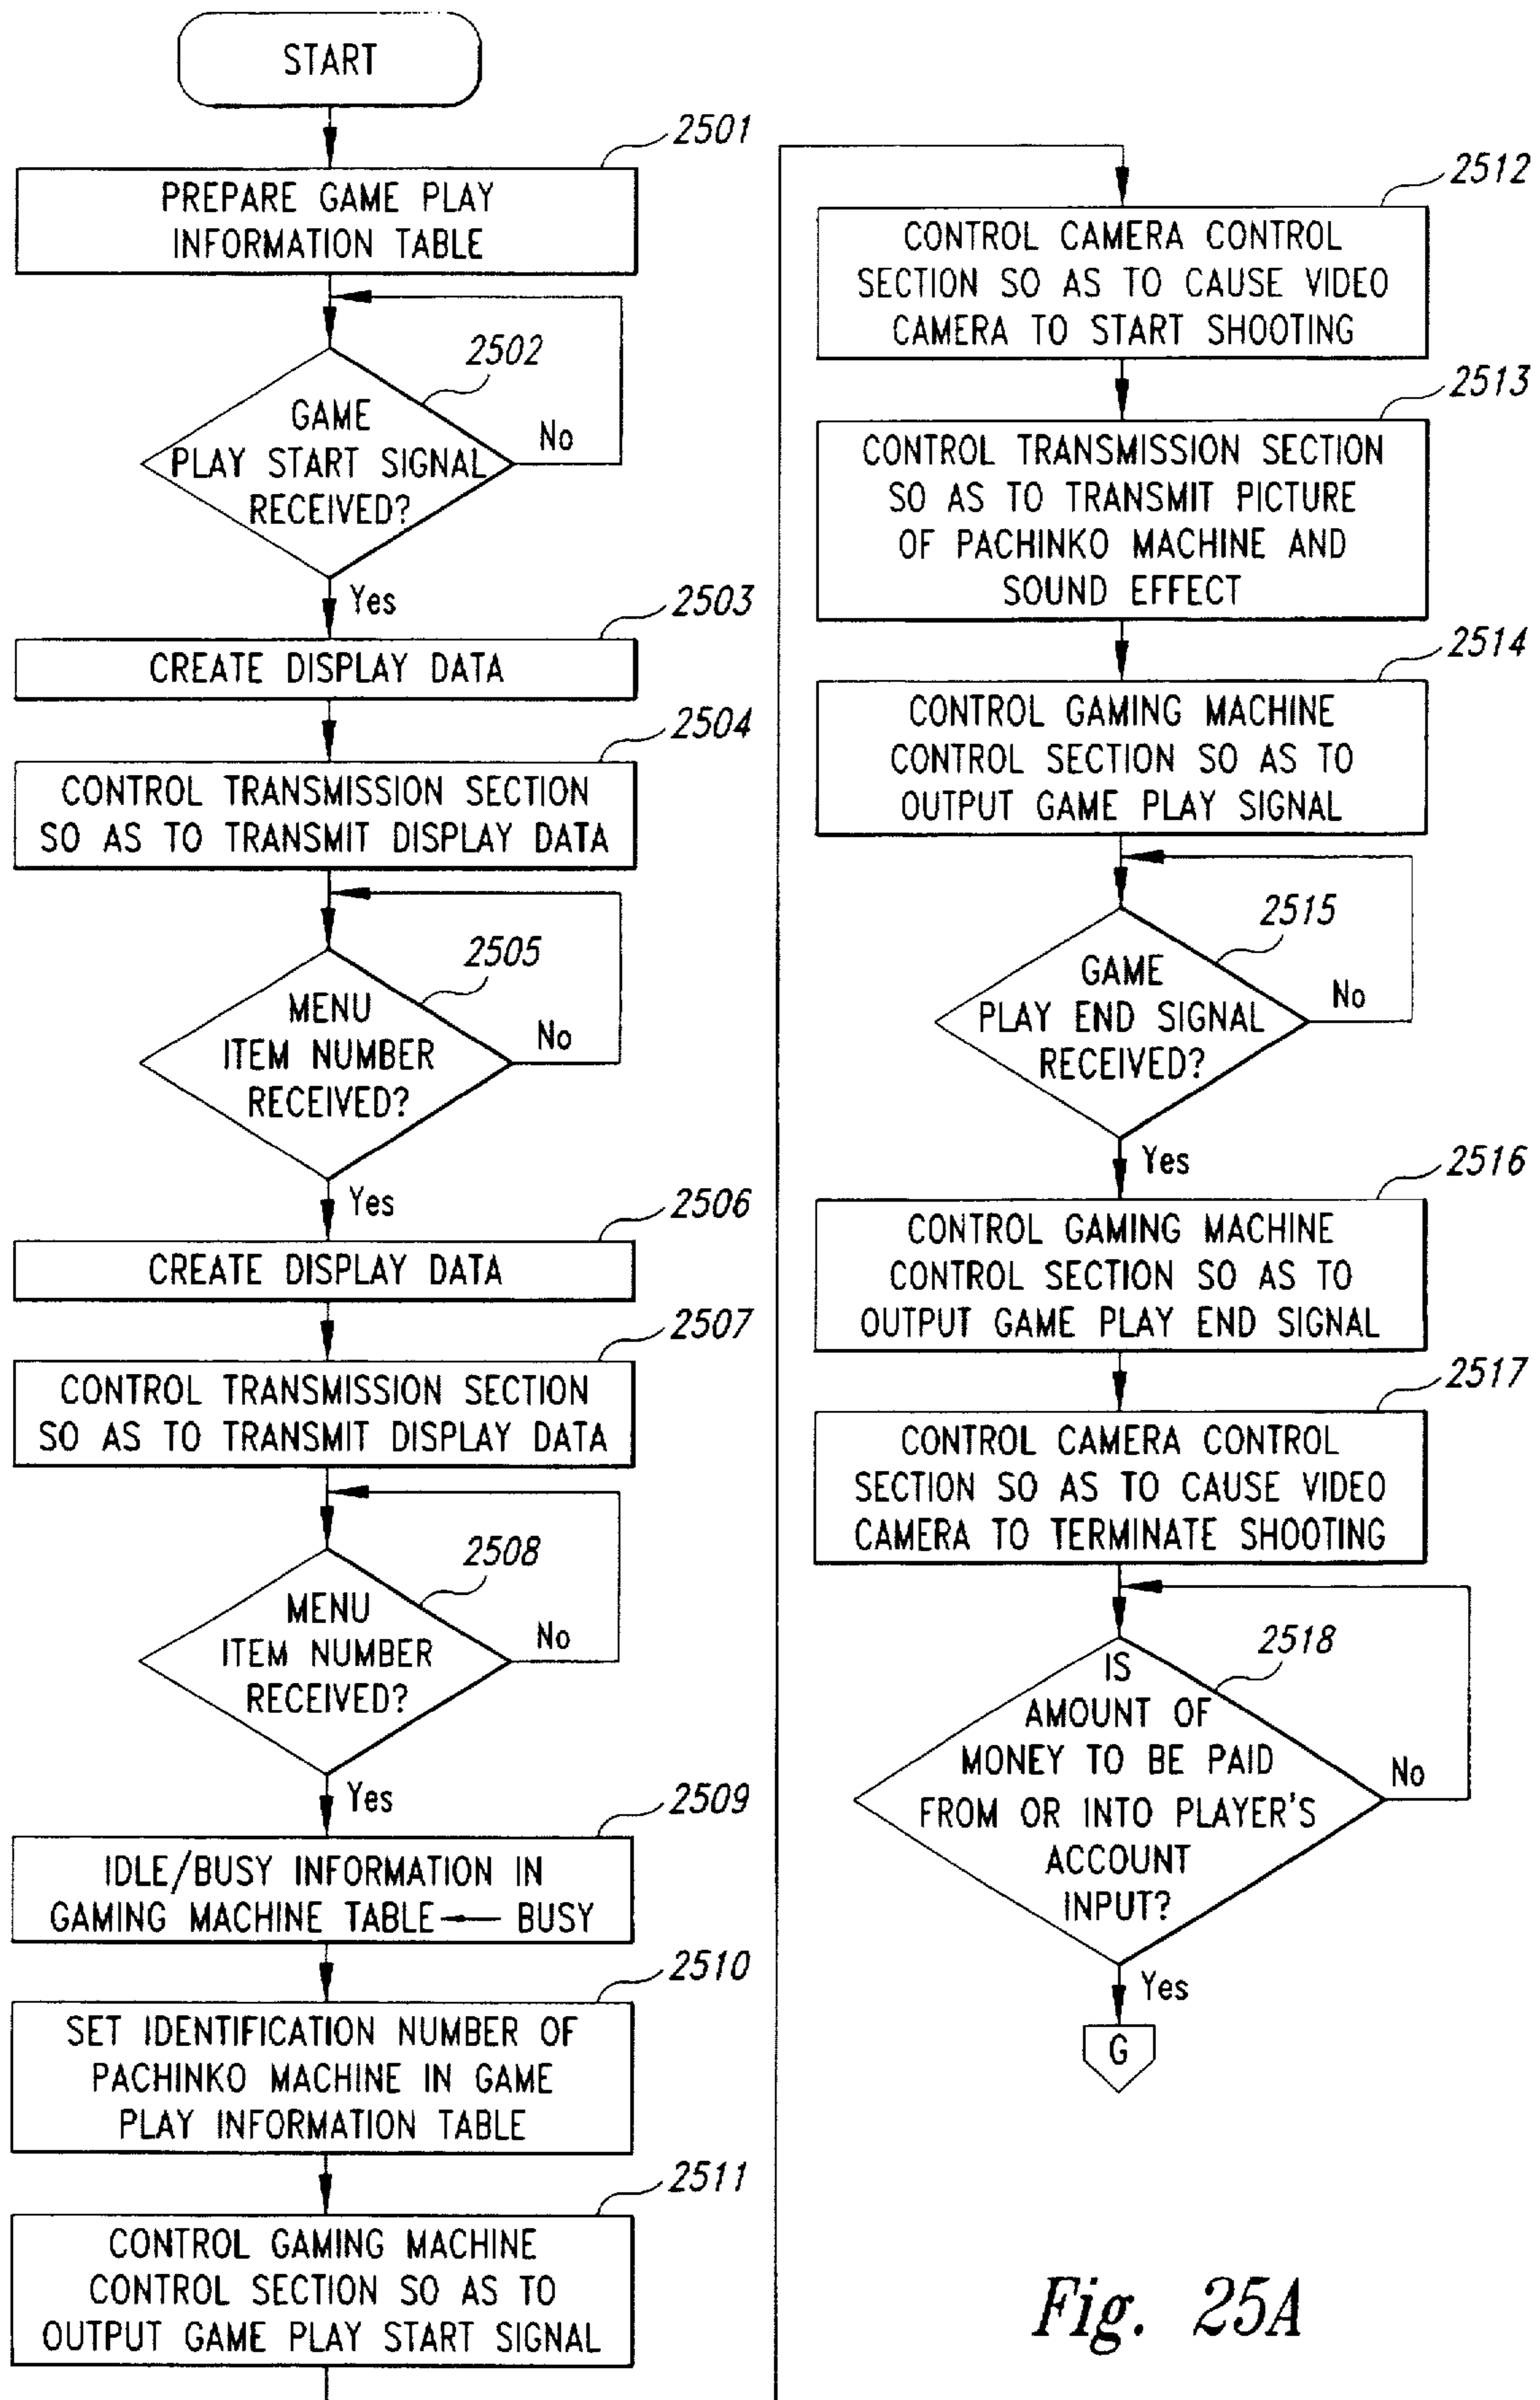 START
2501
PREPARE GAME PLAY
INFORMATION TABLE
2502
GAME
PLAY START SIGNAL
RECEIVED?
No
Yes
2503
CREATE DISPLAY DATA
2504
CONTROL TRANSMISSION SECTION
SO AS TO TRANSMIT DISPLAY DATA
2505
MENU
ITEM NUMBER
RECEIVED?
No
Yes
2506
CREATE DISPLAY DATA
2507
CONTROL TRANSMISSION SECTION
SO AS TO TRANSMIT DISPLAY DATA
2508
MENU
ITEM NUMBER
RECEIVED?
No
Yes
2509
IDLE/BUSY INFORMATION IN
GAMING MACHINE TABLE ← BUSY
2510
SET IDENTIFICATION NUMBER OF
PACHINKO MACHINE IN GAME
PLAY INFORMATION TABLE
2511
CONTROL GAMING MACHINE
CONTROL SECTION SO AS TO
OUTPUT GAME PLAY START SIGNAL
2512
CONTROL CAMERA CONTROL
SECTION SO AS TO CAUSE VIDEO
CAMERA TO START SHOOTING
2513
CONTROL TRANSMISSION SECTION
SO AS TO TRANSMIT PICTURE
OF PACHINKO MACHINE AND
SOUND EFFECT
2514
CONTROL GAMING MACHINE
CONTROL SECTION SO AS TO
OUTPUT GAME PLAY SIGNAL
2515
GAME
PLAY END SIGNAL
RECEIVED?
No
Yes
2516
CONTROL GAMING MACHINE
CONTROL SECTION SO AS TO
OUTPUT GAME PLAY END SIGNAL
2517
CONTROL CAMERA CONTROL
SECTION SO AS TO CAUSE VIDEO
CAMERA TO TERMINATE SHOOTING
2518
IS
AMOUNT OF
MONEY TO BE PAID
FROM OR INTO PLAYER'S
ACCOUNT
INPUT?
No
Yes
G
Fig. 25A